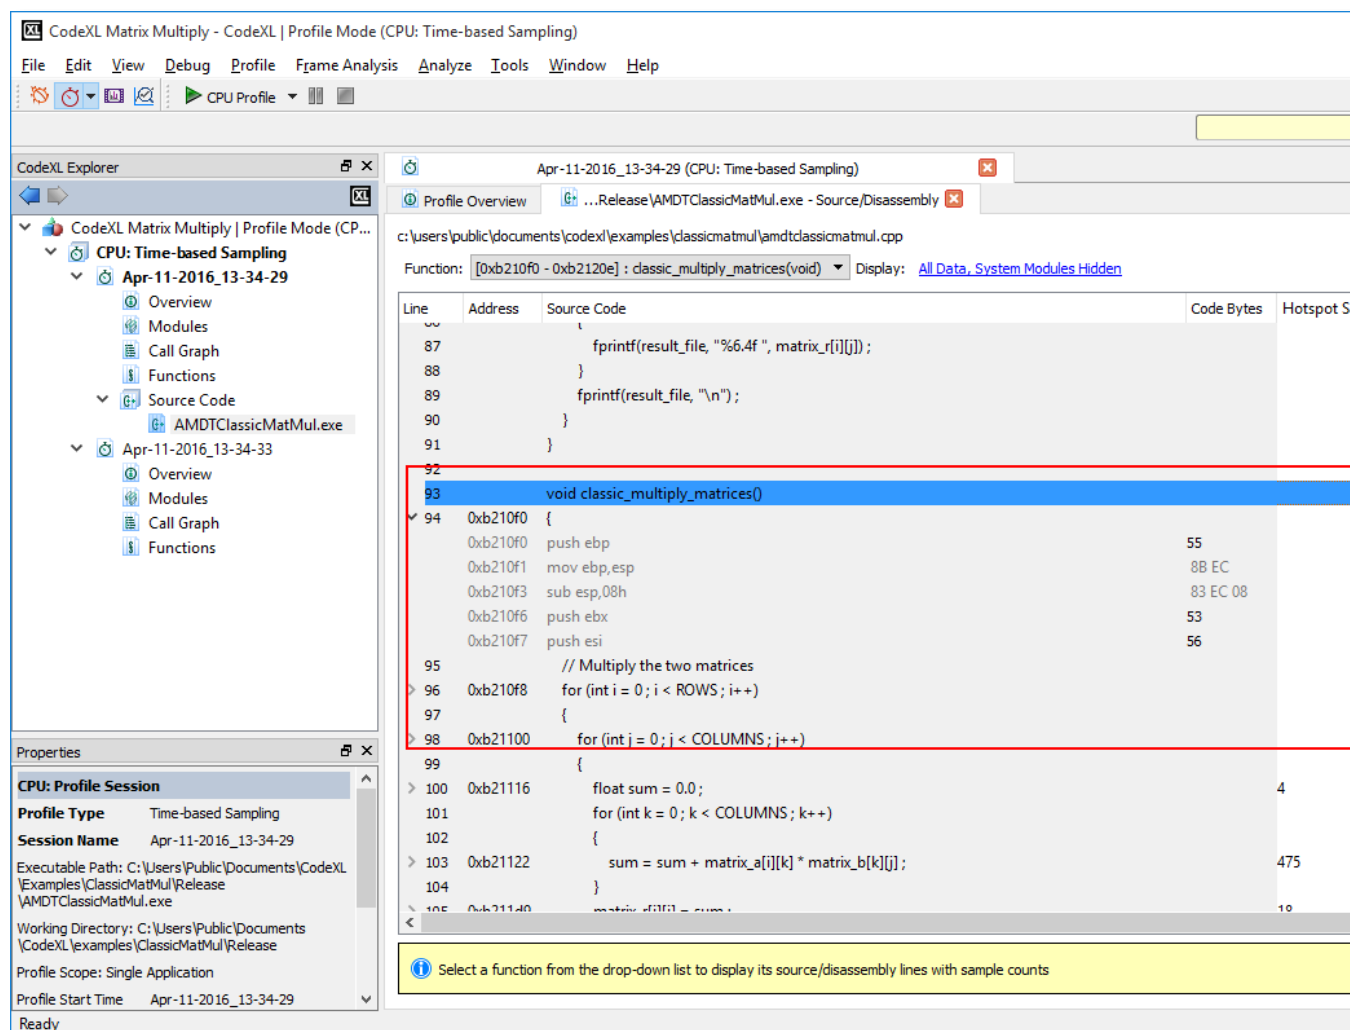 CodeXL Matrix Multiply - CodeXL | Profile Mode (CPU: Time-based Sampling)
File Edit View Debug Profile Frame Analysis Analyze Tools Window Help
CPU Profile
CodeXL Explorer
XL
CodeXL Matrix Multiply | Profile Mode (CP...
CPU: Time-based Sampling
Apr-11-2016_13-34-29
Overview
Modules
Call Graph
Functions
Source Code
AMDTClassicMatMul.exe
Apr-11-2016_13-34-33
Overview
Modules
Call Graph
Functions
Properties
CPU: Profile Session
Profile Type Time-based Sampling
Session Name Apr-11-2016_13-34-29
Executable Path: C:\Users\Public\Documents\CodeXL
\Examples\ClassicMatMul\Release
\AMDTClassicMatMul.exe
Working Directory: C:\Users\Public\Documents
\CodeXL\examples\ClassicMatMul\Release
Profile Scope: Single Application
Profile Start Time Apr-11-2016_13-34-29
Apr-11-2016_13-34-29 (CPU: Time-based Sampling)
Profile Overview ...Release\AMDTClassicMatMul.exe - Source/Disassembly
c:\users\public\documents\codexl\examples\classicmatmul\amdtclassicmatmul.cpp
Function: [0xb210f0 - 0xb2120e] : classic_multiply_matrices(void) Display: All Data, System Modules Hidden
Line Address Source Code Code Bytes Hotspot S
86 {
87 fprintf(result_file, "%6.4f ", matrix_r[i][j]) ;
88 }
89 fprintf(result_file, "\n") ;
90 }
91 }
92
93 void classic_multiply_matrices()
94 0xb210f0 {
0xb210f0 push ebp 55
0xb210f1 mov ebp,esp 8B EC
0xb210f3 sub esp,08h 83 EC 08
0xb210f6 push ebx 53
0xb210f7 push esi 56
95 // Multiply the two matrices
96 0xb210f8 for (int i = 0 ; i < ROWS ; i++)
97 {
98 0xb21100 for (int j = 0 ; j < COLUMNS ; j++)
99 {
100 0xb21116 float sum = 0.0 ; 4
101 for (int k = 0 ; k < COLUMNS ; k++)
102 {
103 0xb21122 sum = sum + matrix_a[i][k] * matrix_b[k][j] ; 475
104 }
105 0xb211d9 matrix_r[i][j] = sum ; 18
Select a function from the drop-down list to display its source/disassembly lines with sample counts
Ready